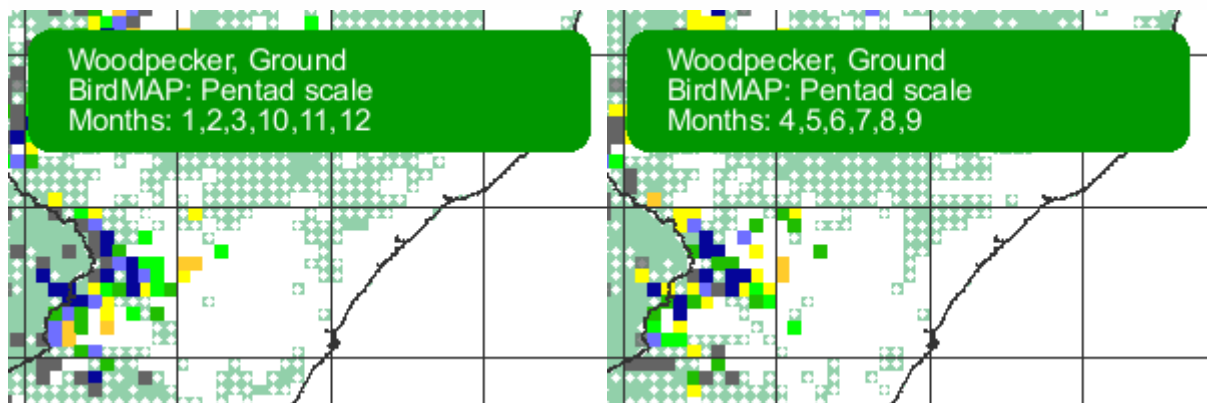 Woodpecker, Ground
BirdMAP: Pentad scale
Months: 1,2,3,10,11,12
Woodpecker, Ground
BirdMAP: Pentad scale
Months: 4,5,6,7,8,9